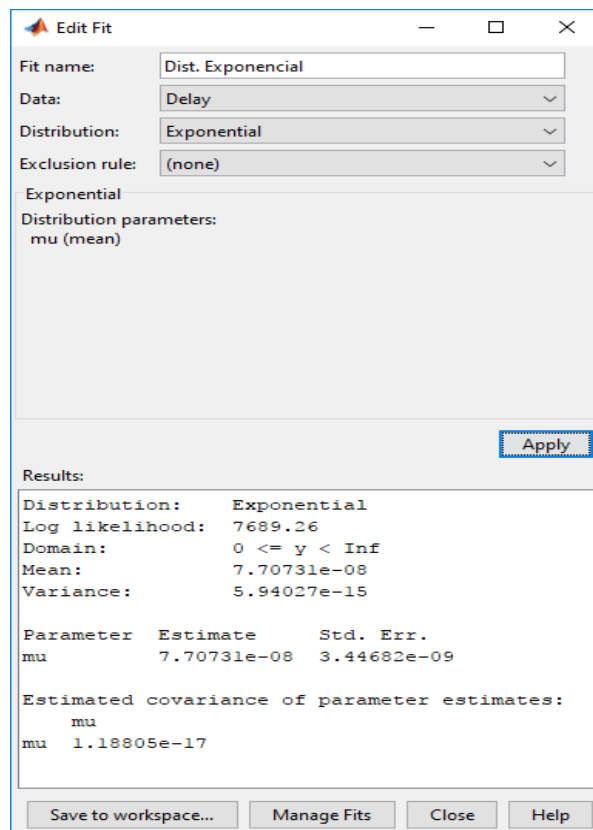 Edit Fit
Fit name: Dist. Exponencial
Data: Delay
Distribution: Exponential
Exclusion rule: (none)
Exponential
Distribution parameters:
mu (mean)
Apply
Results:
Distribution: Exponential
Log likelihood: 7689.26
Domain: 0 <= y < Inf
Mean: 7.70731e-08
Variance: 5.94027e-15
Parameter Estimate Std. Err.
mu 7.70731e-08 3.44682e-09
Estimated covariance of parameter estimates:
mu
mu 1.18805e-17
Save to workspace... Manage Fits Close Help